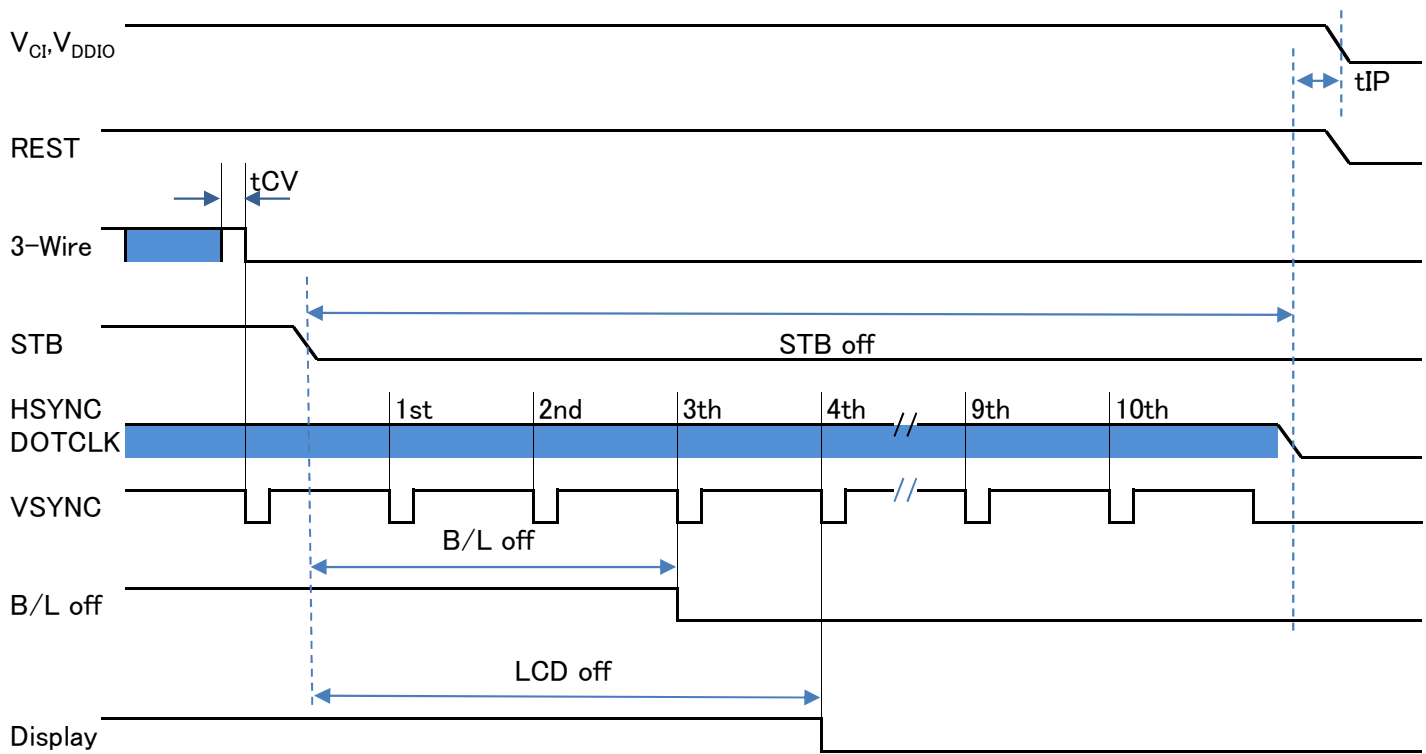 VCI,VDDIO
tIP
REST
tCV
3-Wire
STB
STB off
HSYNC 1st 2nd 3th 4th 9th 10th
DOTCLK
VSYNC
B/L off
B/L off
LCD off
Display